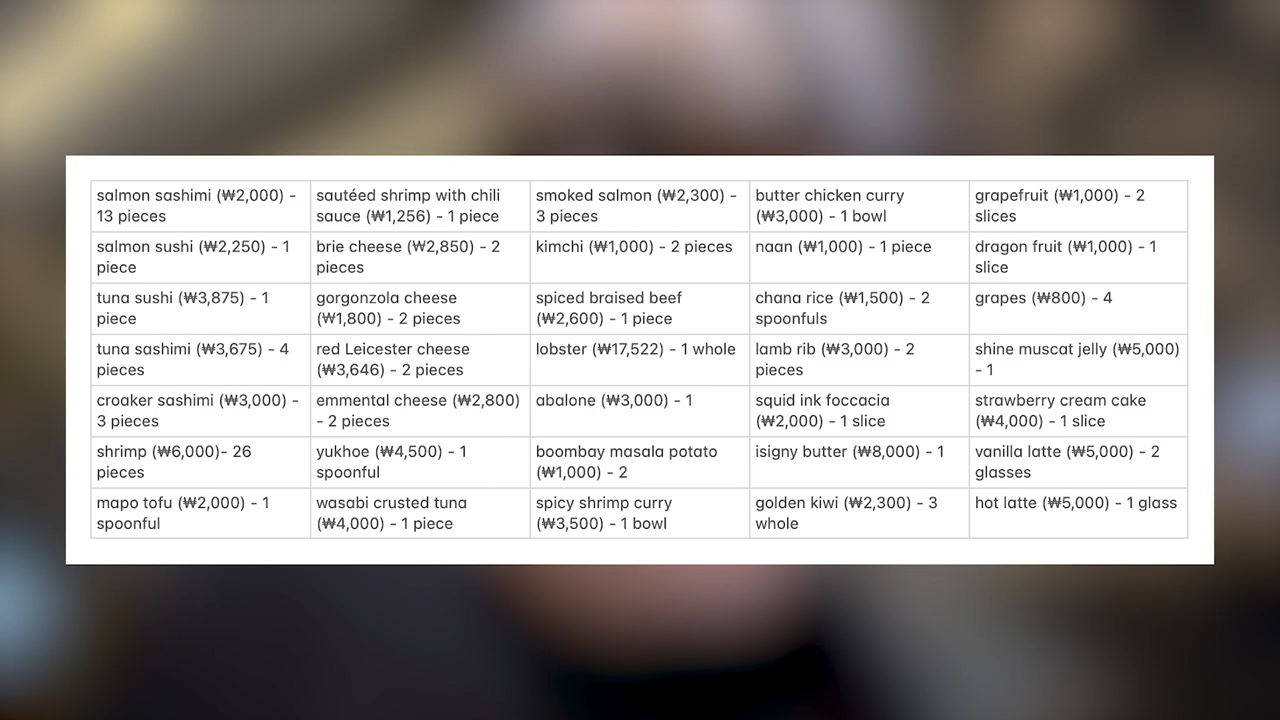 salmon sashimi (₩2,000) -
13 pieces
sautéed shrimp with chili
sauce (₩1,256) - 1 piece
smoked salmon (₩2,300) -
3 pieces
butter chicken curry
(₩3,000) - 1 bowl
grapefruit (₩1,000) - 2
slices
salmon sushi (₩2,250) - 1
piece
brie cheese (₩2,850) - 2
pieces
kimchi (₩1,000) - 2 pieces
naan (₩1,000) - 1 piece
dragon fruit (₩1,000) - 1
slice
tuna sushi (₩3,875) - 1
piece
gorgonzola cheese
(₩1,800) - 2 pieces
spiced braised beef
(₩2,600) - 1 piece
chana rice (₩1,500) - 2
spoonfuls
grapes (₩800) - 4
tuna sashimi (₩3,675) - 4
pieces
red Leicester cheese
(₩3,646) - 2 pieces
lobster (₩17,522) - 1 whole
lamb rib (₩3,000) - 2
pieces
shine muscat jelly (₩5,000)
- 1
croaker sashimi (₩3,000) -
3 pieces
emmental cheese (₩2,800)
- 2 pieces
abalone (₩3,000) - 1
squid ink foccacia
(₩2,000) - 1 slice
strawberry cream cake
(₩4,000) - 1 slice
shrimp (₩6,000)- 26
pieces
yukhoe (₩4,500) - 1
spoonful
boombay masala potato
(₩1,000) - 2
isigny butter (₩8,000) - 1
vanilla latte (₩5,000) - 2
glasses
mapo tofu (₩2,000) - 1
spoonful
wasabi crusted tuna
(₩4,000) - 1 piece
spicy shrimp curry
(₩3,500) - 1 bowl
golden kiwi (₩2,300) - 3
whole
hot latte (₩5,000) - 1 glass